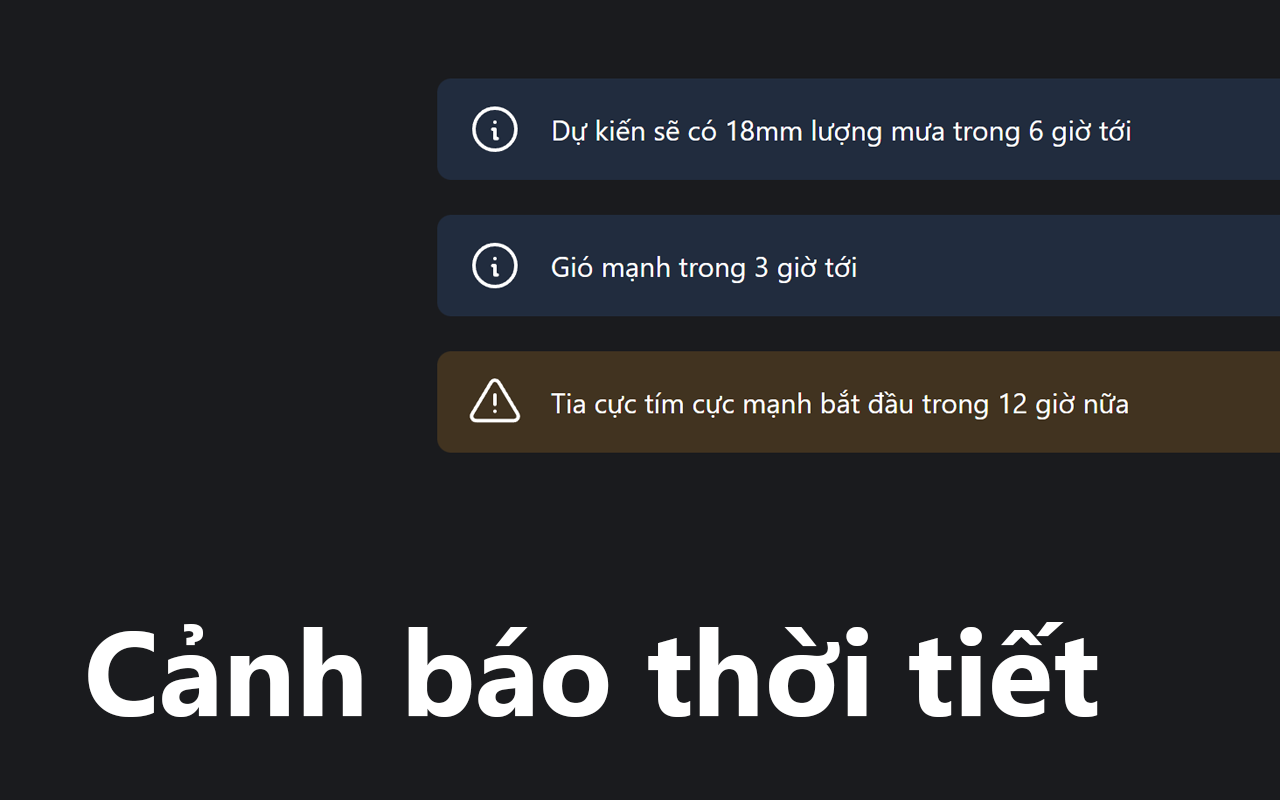 Dự kiến sẽ có 18mm lượng mưa trong 6 giờ tới
Gió mạnh trong 3 giờ tới
Tia cực tím cực mạnh bắt đầu trong 12 giờ nữa
Cảnh báo thời tiết